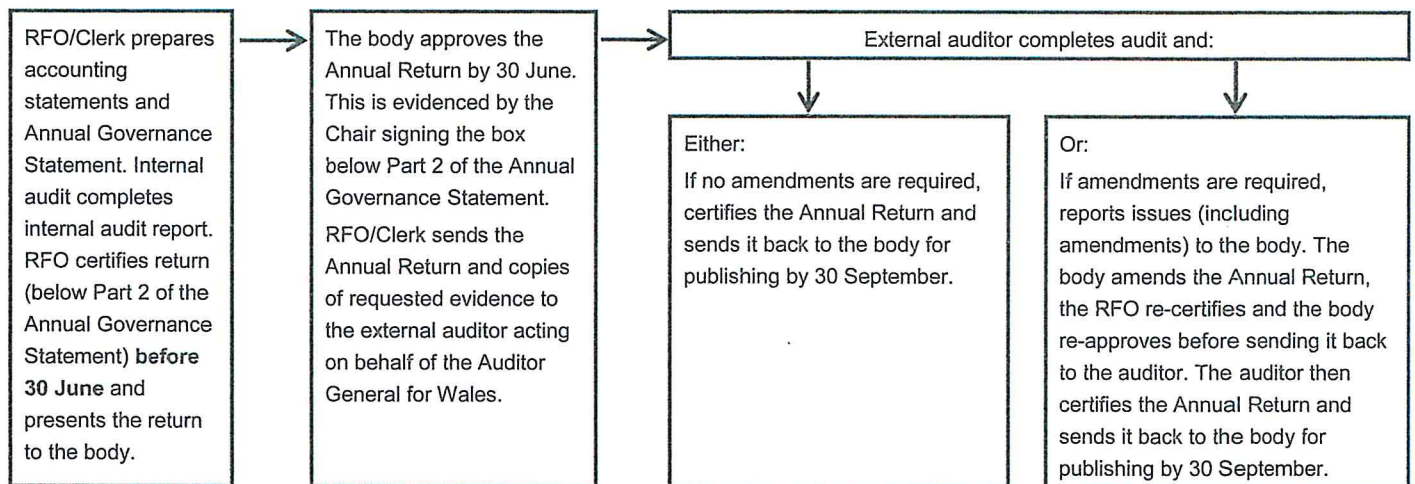 RFO/Clerk prepares
accounting
statements and
Annual Governance
Statement. Internal
audit completes
internal audit report.
RFO certifies return
(below Part 2 of the
Annual Governance
Statement) before
30 June and
presents the return
to the body.
The body approves the
Annual Return by 30 June.
This is evidenced by the
Chair signing the box
below Part 2 of the Annual
Governance Statement.
RFO/Clerk sends the
Annual Return and copies
of requested evidence to
the external auditor acting
on behalf of the Auditor
General for Wales.
External auditor completes audit and:
Either:
If no amendments are required,
certifies the Annual Return and
sends it back to the body for
publishing by 30 September.
Or:
If amendments are required,
reports issues (including
amendments) to the body. The
body amends the Annual Return,
the RFO re-certifies and the body
re-approves before sending it back
to the auditor. The auditor then
certifies the Annual Return and
sends it back to the body for
publishing by 30 September.